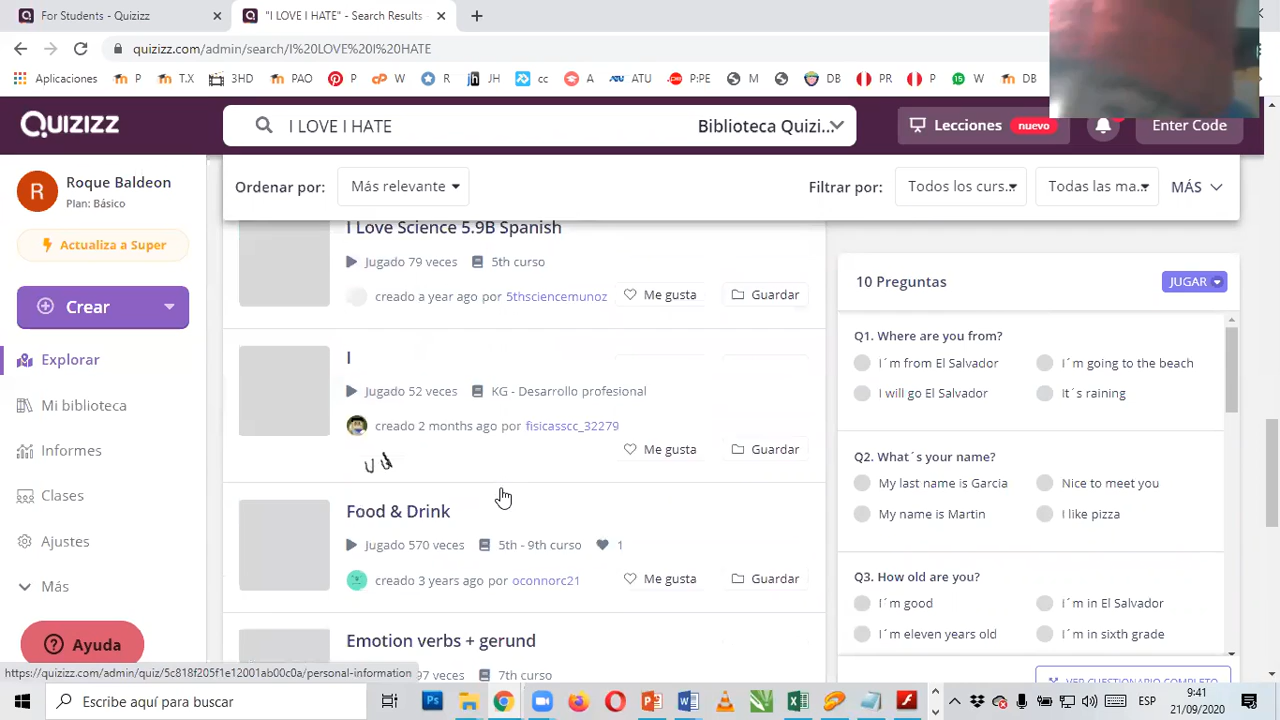 For Students - Quizizz
"I LOVE I HATE" - Search Results
quizizz.com/admin/search/I%20LOVE%20I%20HATE
Aplicaciones P T.X 3HD PAO P W R JH cc A ATU P:PE M DB PR P W DB
Quizizz
I LOVE I HATE
Biblioteca Quizi...
Lecciones nuevo
Enter Code
R
Roque Baldeon
Plan: Básico
Actualiza a Super
Crear
Explorar
Mi biblioteca
Informes
Clases
Ajustes
Más
Ayuda
Ordenar por: Más relevante
Filtrar por: Todos los curs... Todas las ma... MÁS
I Love Science 5.9B Spanish
Jugado 79 veces 5th curso
creado a year ago por 5thsciencemunoz
Me gusta Guardar
I
Jugado 52 veces KG - Desarrollo profesional
creado 2 months ago por fisicasscc_32279
Me gusta Guardar
Food & Drink
Jugado 570 veces 5th - 9th curso 1
creado 3 years ago por oconnorc21
Me gusta Guardar
Emotion verbs + gerund
97 veces 7th curso
10 Preguntas
JUGAR
Q1. Where are you from?
I´m from El Salvador I´m going to the beach
I will go El Salvador It´s raining
Q2. What´s your name?
My last name is Garcia Nice to meet you
My name is Martin I like pizza
Q3. How old are you?
I´m good I´m in El Salvador
I´m eleven years old I´m in sixth grade
VER CUESTIONARIO COMPLETO
https://quizizz.com/admin/quiz/5c818f205f1e12001ab00c0a/personal-information
Escribe aquí para buscar
ESP
9:41
21/09/2020